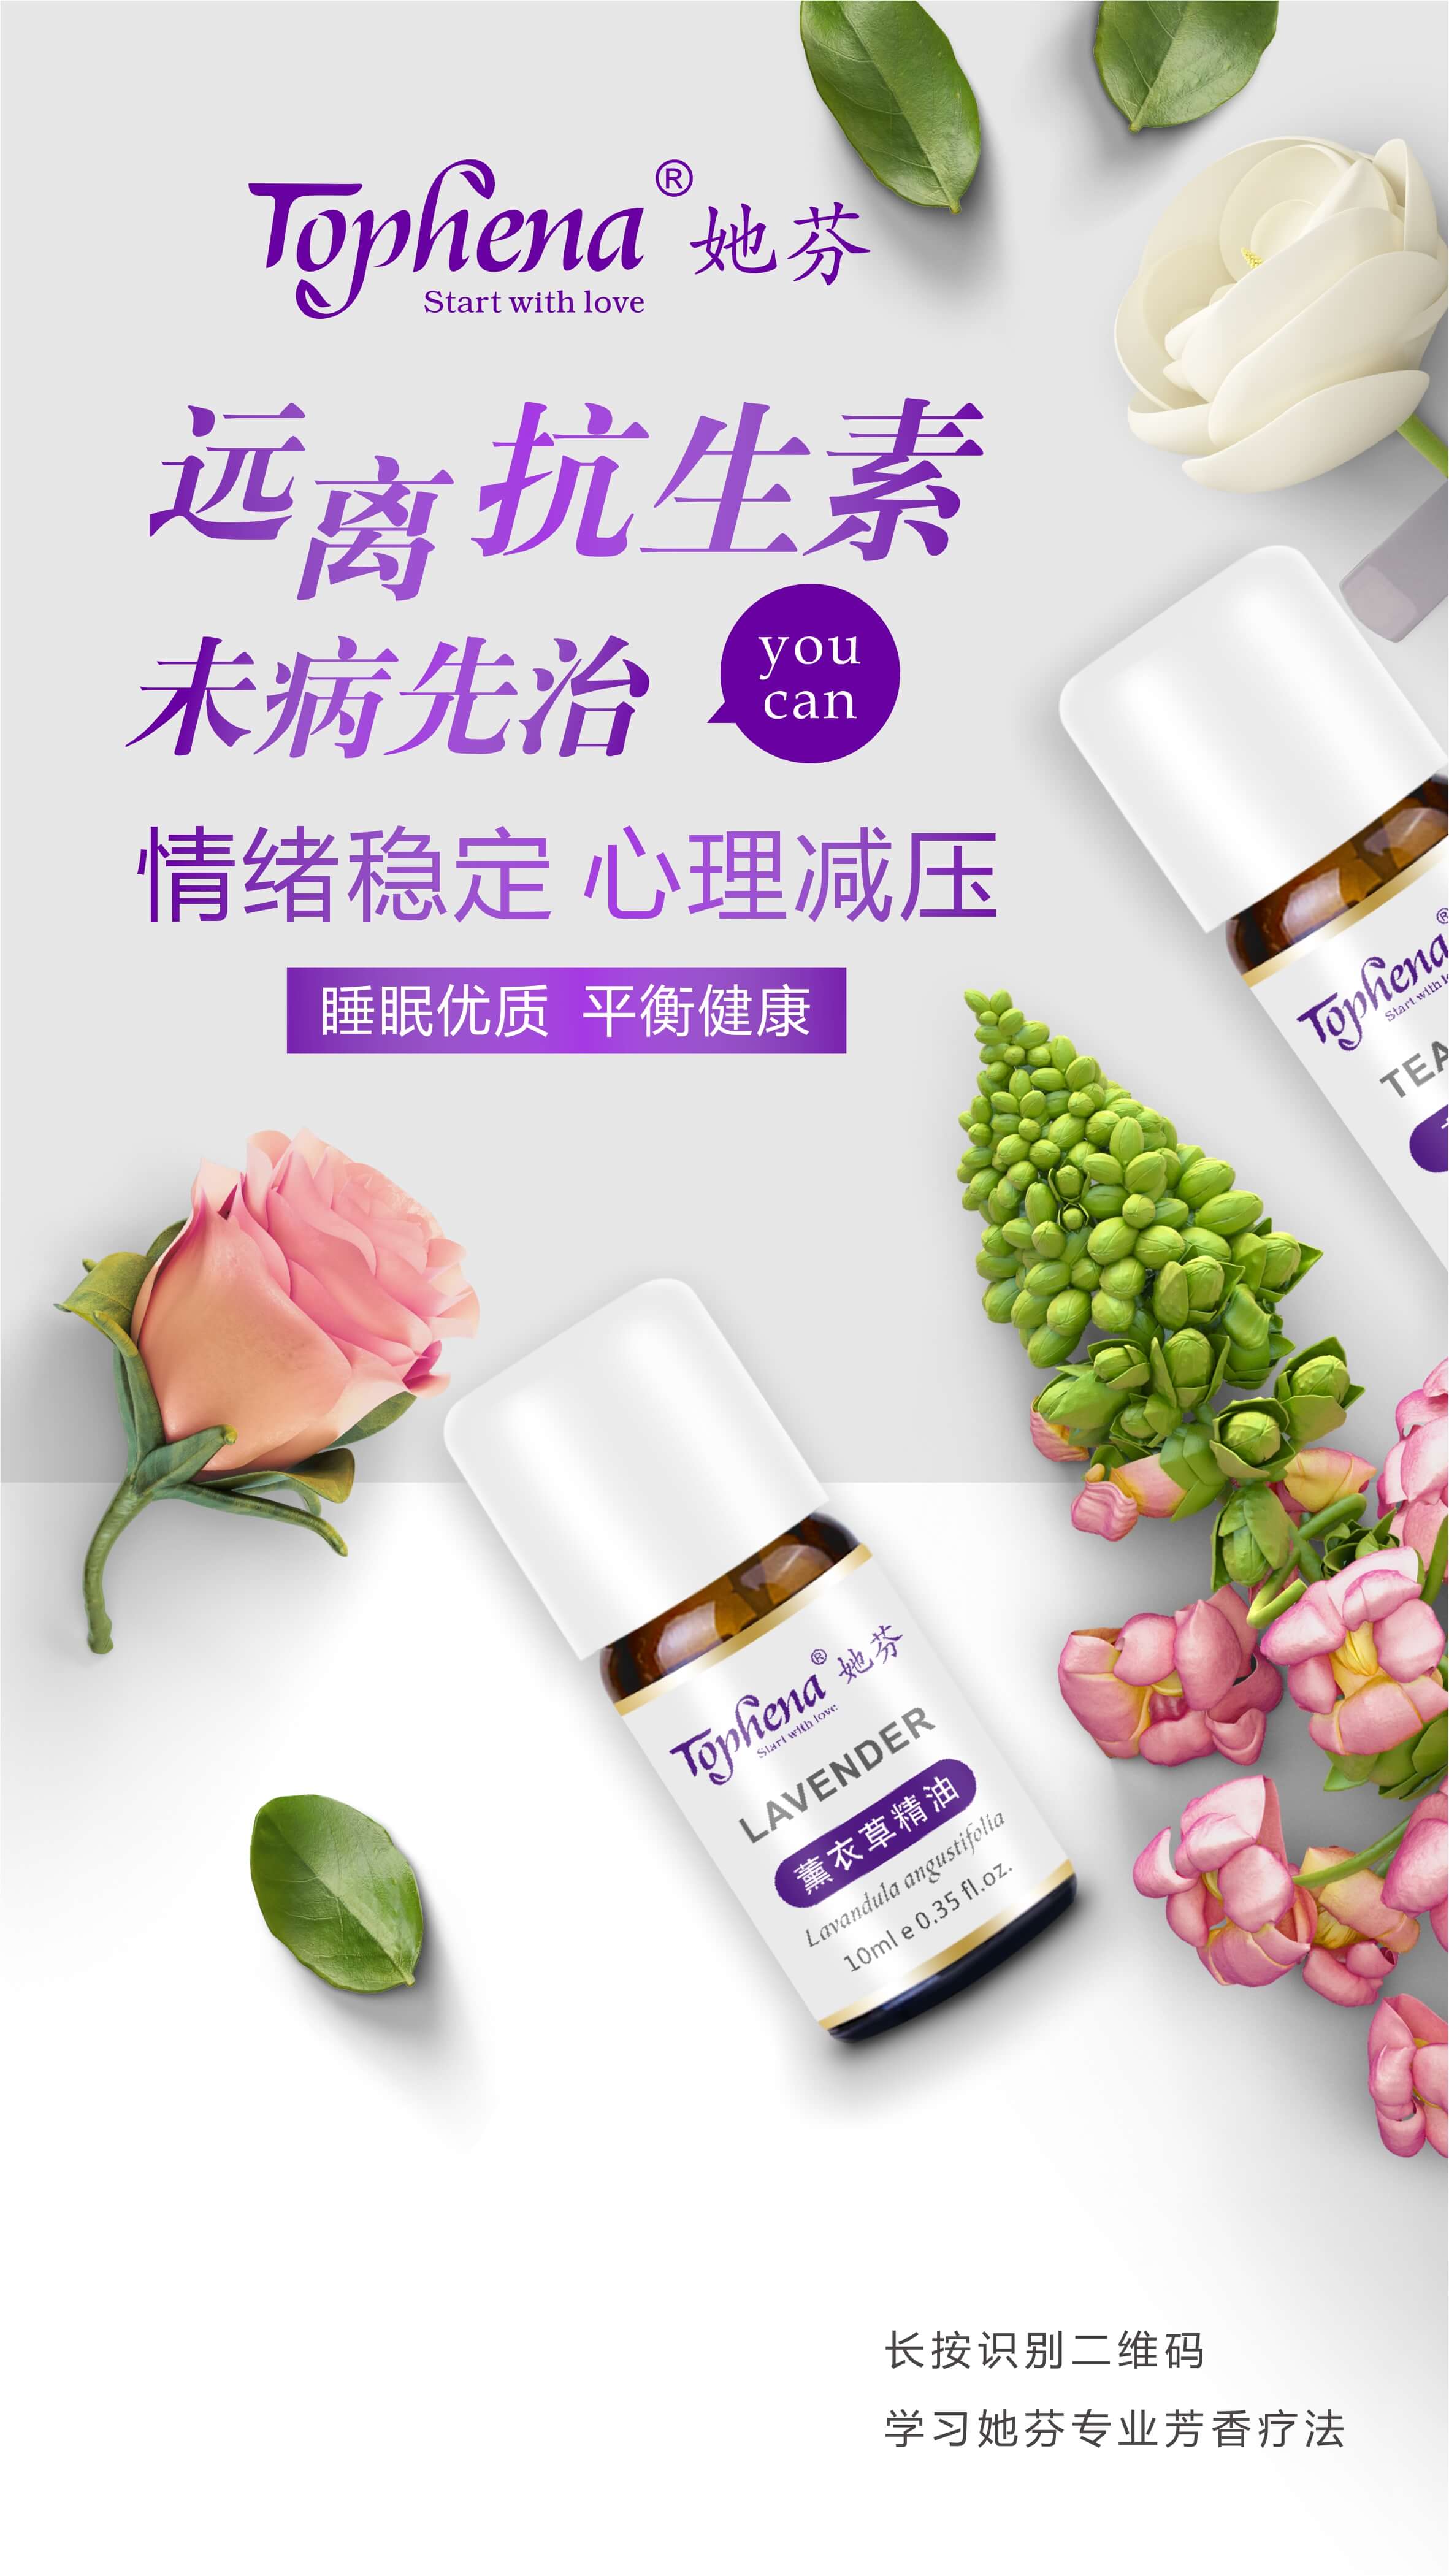 Tophena® 她芬
Start with love
远离抗生素
未病先治
you
can
情绪稳定 心理减压
睡眠优质 平衡健康
Tophena®
Start with
TEA
Tophena® 她芬
Start with love
LAVENDER
薰衣草精油
Lavandula angustifolia
10ml e 0.35 fl.oz.
长按识别二维码
学习她芬专业芳香疗法